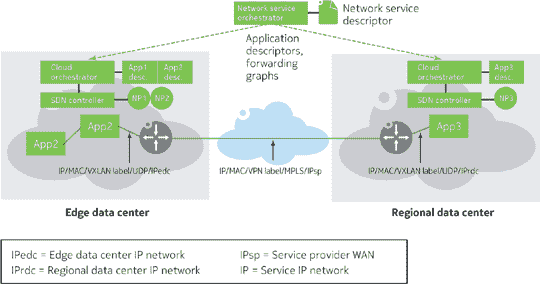 Network service
orchestrator
Network service
descriptor
Application
descriptors,
forwarding
graphs
Cloud
orchestrator
App1
desc.
App2
desc.
SDN controller
NP1
NP2
App2
App2
IP/MAC/VXLAN label/UDP/IPedc
Edge data center
IP/MAC/VPN label/MPLS/IPsp
Cloud
orchestrator
App3
desc.
SDN controller
NP3
App3
IP/MAC/VXLAN label/UDP/IPrdc
Regional data center
IPedc = Edge data center IP network
IPsp = Service provider WAN
IPrdc = Regional data center IP network
IP = Service IP network